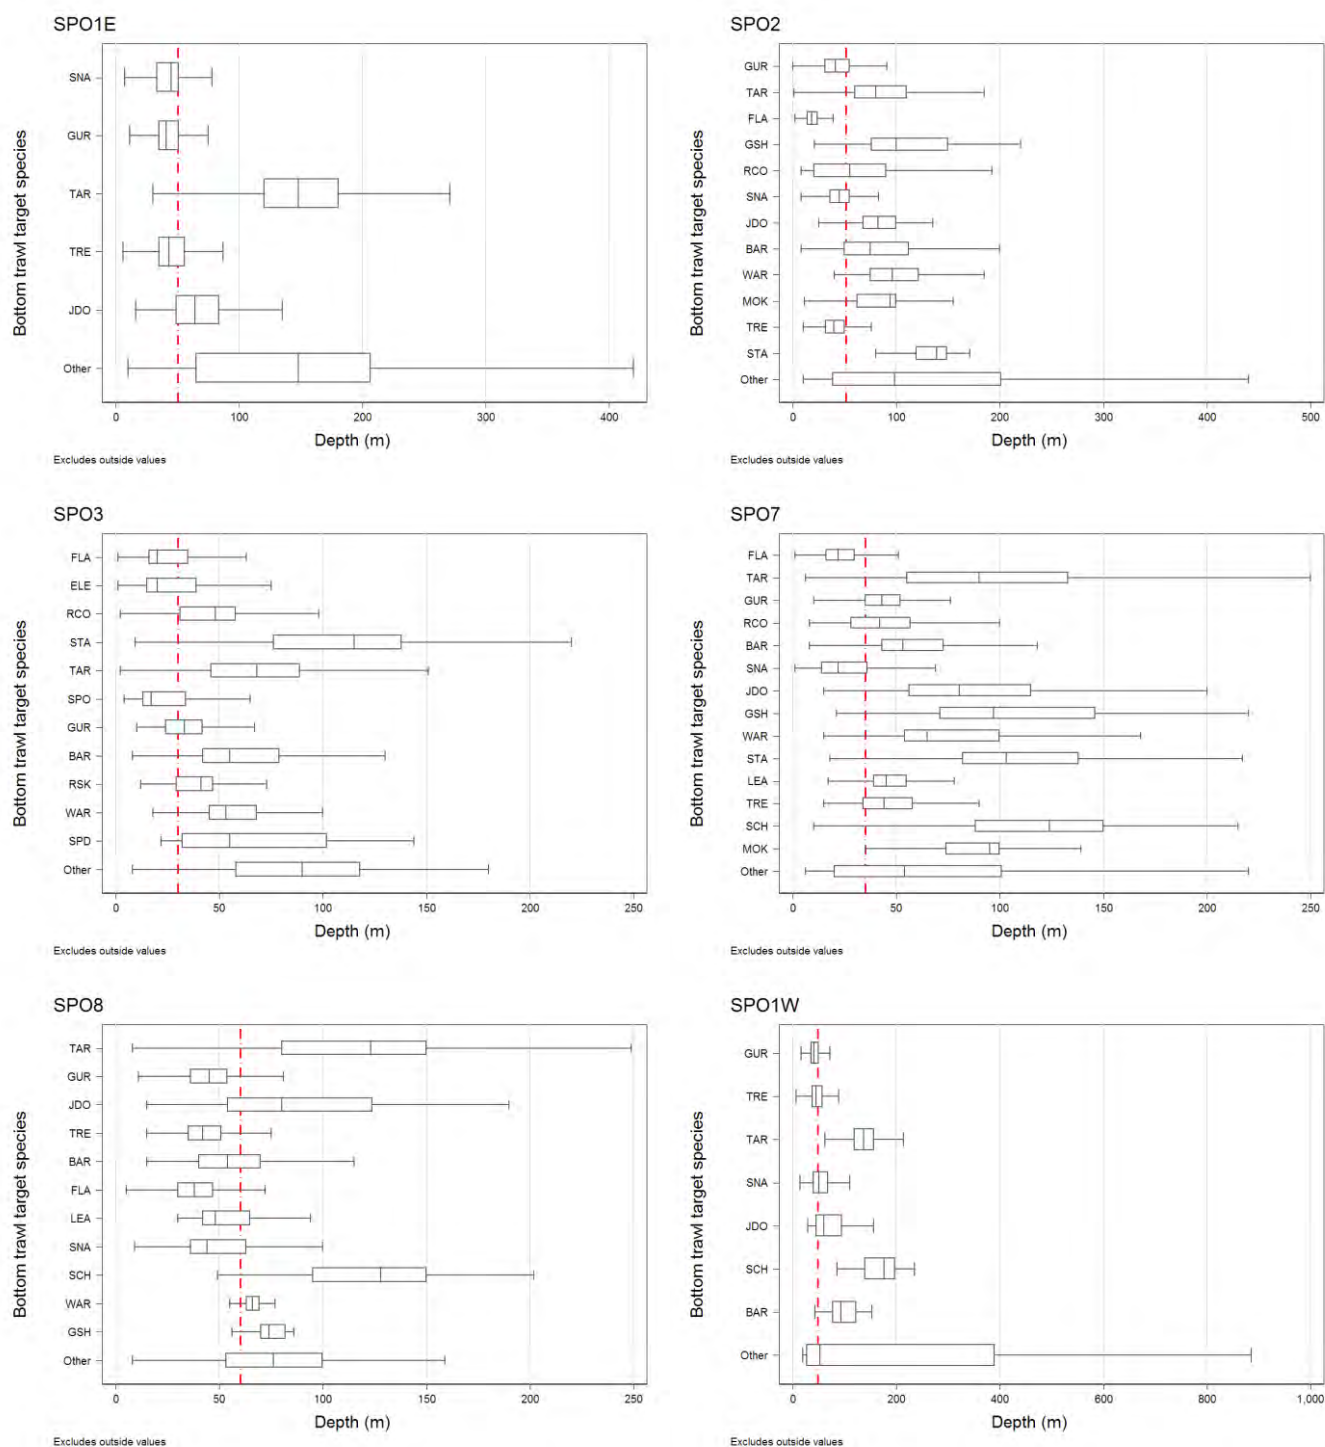 SPO1E
Bottom trawl target species
SNA
GUR
TAR
TRE
JDO
Other
0 100 200 300 400
Depth (m)
Excludes outside values
SPO2
Bottom trawl target species
GUR
TAR
FLA
GSH
RCO
SNA
JDO
BAR
WAR
MOK
TRE
STA
Other
0 100 200 300 400 500
Depth (m)
Excludes outside values
SPO3
Bottom trawl target species
FLA
ELE
RCO
STA
TAR
SPO
GUR
BAR
RSK
WAR
SPD
Other
0 50 100 150 200 250
Depth (m)
Excludes outside values
SPO7
Bottom trawl target species
FLA
TAR
GUR
RCO
BAR
SNA
JDO
GSH
WAR
STA
LEA
TRE
SCH
MOK
Other
0 50 100 150 200 250
Depth (m)
Excludes outside values
SPO8
Bottom trawl target species
TAR
GUR
JDO
TRE
BAR
FLA
LEA
SNA
SCH
WAR
GSH
Other
0 50 100 150 200 250
Depth (m)
Excludes outside values
SPO1W
Bottom trawl target species
GUR
TRE
TAR
SNA
JDO
SCH
BAR
Other
0 200 400 600 800 1,000
Depth (m)
Excludes outside values